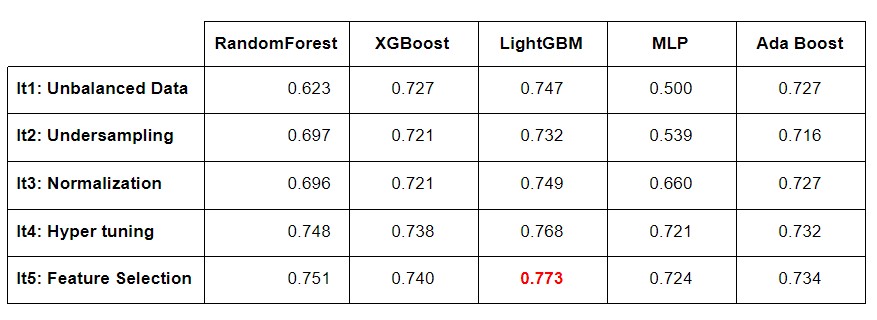 RandomForest XGBoost LightGBM MLP Ada Boost
It1: Unbalanced Data 0.623 0.727 0.747 0.500 0.727
It2: Undersampling 0.697 0.721 0.732 0.539 0.716
It3: Normalization 0.696 0.721 0.749 0.660 0.727
It4: Hyper tuning 0.748 0.738 0.768 0.721 0.732
It5: Feature Selection 0.751 0.740 0.773 0.724 0.734